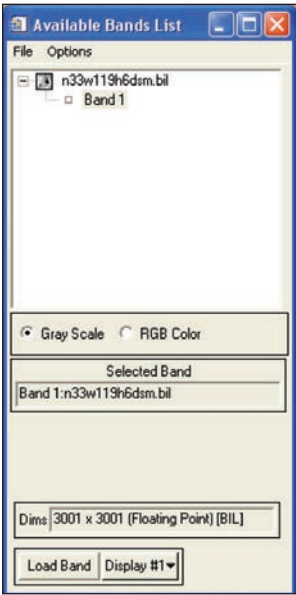 Available Bands List
File Options
n33w119h6dsm.bil
Band 1
Gray Scale RGB Color
Selected Band
Band 1:n33w119h6dsm.bil
Dims 3001 x 3001 (Floating Point) [BIL]
Load Band Display #1